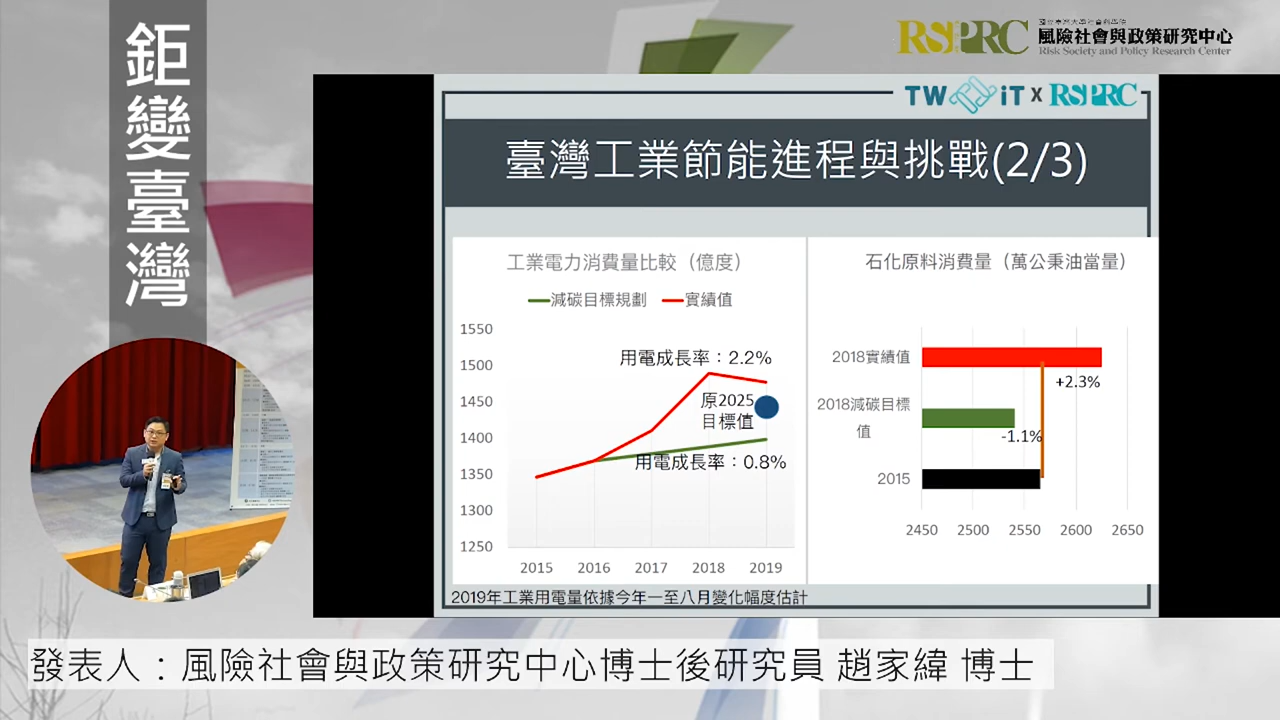 鉅變臺灣
RSPRC
風險社會與政策研究中心
Risk Society and Policy Research Center
TW iT x RSPRC
臺灣工業節能進程與挑戰(2/3)
工業電力消費量比較（億度）
減碳目標規劃 實績值
1550
1500
1450
1400
1350
1300
1250
用電成長率：2.2%
原2025
目標值
用電成長率：0.8%
2015 2016 2017 2018 2019
石化原料消費量（萬公秉油當量）
2018實績值
+2.3%
2018減碳目標
值
-1.1%
2015
2450 2500 2550 2600 2650
2019年工業用電量依據今年一至八月變化幅度估計
發表人：風險社會與政策研究中心博士後研究員 趙家緯 博士